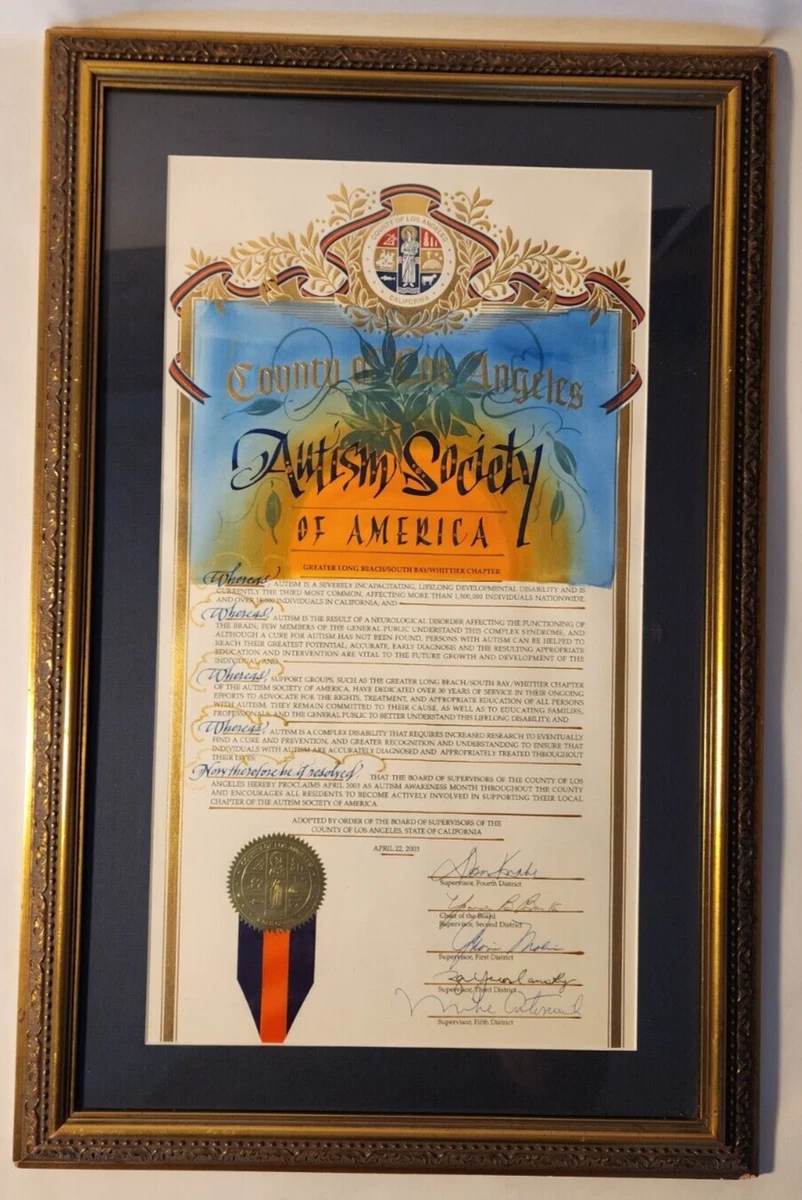 COUNTY OF LOS ANGELES
CALIFORNIA
County of Los Angeles
Autism Society
OF AMERICA
GREATER LONG BEACH/SOUTH BAY/WHITTIER CHAPTER
Whereas, AUTISM IS A SEVERELY INCAPACITATING, LIFELONG DEVELOPMENTAL DISABILITY AND IS
CURRENTLY THE THIRD MOST COMMON, AFFECTING MORE THAN 1,500,000 INDIVIDUALS NATIONWIDE,
AND OVER INDIVIDUALS IN CALIFORNIA; AND
Whereas, AUTISM IS THE RESULT OF A NEUROLOGICAL DISORDER AFFECTING THE FUNCTIONING OF
THE BRAIN; FEW MEMBERS OF THE GENERAL PUBLIC UNDERSTAND THIS COMPLEX SYNDROME, AND
ALTHOUGH A CURE FOR AUTISM HAS NOT BEEN FOUND, PERSONS WITH AUTISM CAN BE HELPED TO
REACH THEIR GREATEST POTENTIAL; ACCURATE, EARLY DIAGNOSIS AND THE RESULTING APPROPRIATE
EDUCATION AND INTERVENTION ARE VITAL TO THE FUTURE GROWTH AND DEVELOPMENT OF THE
INDIVIDUAL; AND
Whereas, SUPPORT GROUPS, SUCH AS THE GREATER LONG BEACH/SOUTH BAY/WHITTIER CHAPTER
OF THE AUTISM SOCIETY OF AMERICA, HAVE DEDICATED OVER 30 YEARS OF SERVICE IN THEIR ONGOING
EFFORTS TO ADVOCATE FOR THE RIGHTS, TREATMENT, AND APPROPRIATE EDUCATION OF ALL PERSONS
WITH AUTISM; THEY REMAIN COMMITTED TO THEIR CAUSE, AS WELL AS TO EDUCATING FAMILIES,
PROFESSIONALS, AND THE GENERAL PUBLIC TO BETTER UNDERSTAND THIS LIFELONG DISABILITY; AND
Whereas, AUTISM IS A COMPLEX DISABILITY THAT REQUIRES INCREASED RESEARCH TO EVENTUALLY
FIND A CURE AND PREVENTION, AND GREATER RECOGNITION AND UNDERSTANDING TO ENSURE THAT
INDIVIDUALS WITH AUTISM ARE ACCURATELY DIAGNOSED AND APPROPRIATELY TREATED THROUGHOUT
THEIR LIVES
Now therefore be it resolved, THAT THE BOARD OF SUPERVISORS OF THE COUNTY OF LOS
ANGELES HEREBY PROCLAIMS APRIL 2003 AS AUTISM AWARENESS MONTH THROUGHOUT THE COUNTY
AND ENCOURAGES ALL RESIDENTS TO BECOME ACTIVELY INVOLVED IN SUPPORTING THEIR LOCAL
CHAPTER OF THE AUTISM SOCIETY OF AMERICA.
ADOPTED BY ORDER OF THE BOARD OF SUPERVISORS OF THE
COUNTY OF LOS ANGELES, STATE OF CALIFORNIA
APRIL 22, 2003
Don Knabe
Supervisor, Fourth District
Chair of the Board
Supervisor, Second District
Gloria Molina
Supervisor, First District
Supervisor, Third District
Supervisor, Fifth District